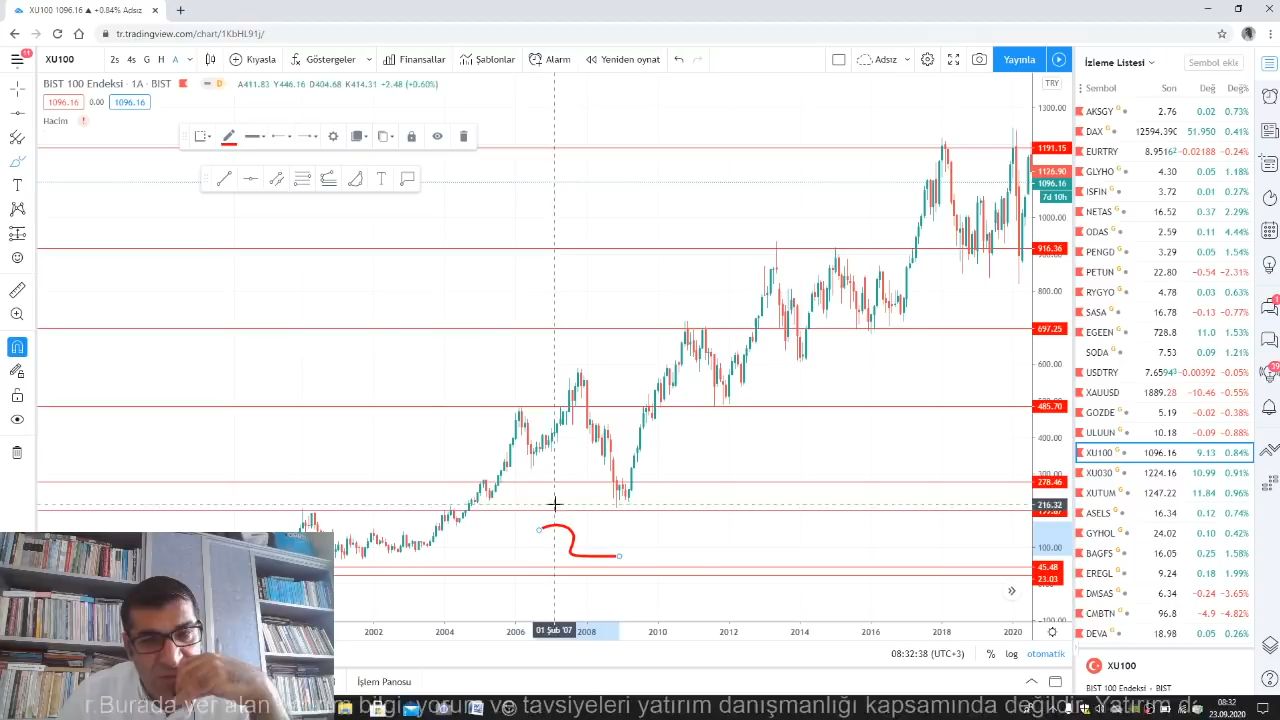 XU100 1096.16 ▲ +0.84% Adsız
tr.tradingview.com/chart/1KbHL91j/
11
XU100
2s 4s G H A
Kıyasla
Göstergeler
Finansallar
Şablonlar
Alarm
Yeniden oynat
Adsız
Yayınla
İzleme Listesi
Sembol ekle
BIST 100 Endeksi · 1A · BIST
D
A411.83 Y446.16 D404.68 K414.31 +2.48 (+0.60%)
1096.16 0.00 1096.16
Hacim
TRY
1300.00
1191.15
1126.90
1096.16
7d 10h
1000.00
916.36
800.00
697.25
600.00
485.70
400.00
300.00
278.46
216.32
100.00
45.48
23.03
-100.00
Sembol Son Değ Değ%
AKSGY 2.76 0.02 0.73%
DAX 12594.390 51.950 0.41%
EURTRY 8.9516² -0.02188 -0.24%
GLYHO 4.30 0.05 1.18%
ISFIN 3.72 0.01 0.27%
NETAS 16.52 0.37 2.29%
ODAS 2.59 0.11 4.44%
PENGD 3.29 0.05 1.54%
PETUN 22.80 -0.54 -2.31%
RYGYO 4.78 0.03 0.63%
SASA 16.78 -0.13 -0.77%
EGEEN 728.8 11.0 1.53%
SODA 7.53 0.09 1.21%
USDTRY 7.6594³ -0.00392 -0.05%
XAUUSD 1889.28 -10.46 -0.55%
GOZDE 5.19 -0.02 -0.38%
ULUUN 10.18 -0.09 -0.88%
XU100 1096.16 9.13 0.84%
XU030 1224.16 10.99 0.91%
XUTUM 1247.22 11.84 0.96%
ASELS 16.34 0.12 0.74%
GYHOL 24.02 0.10 0.42%
BAGFS 16.05 0.25 1.58%
EREGL 9.24 0.18 1.99%
DMSAS 6.34 -0.24 -3.65%
CMBTN 96.8 -4.9 -4.82%
DEVA 18.98 0.05 0.26%
2002 2004 2006 01 Şub '07 2008 2010 2012 2014 2016 2018 2020
08:32:38 (UTC+3) % log otomatik
İşlem Panosu
XU100
BIST 100 Endeksi BIST
r.Burada yer alan bilgi yorum ve tavsiyeleri yatırım danışmanlığı kapsamında değildir.
08:32
23.09.2020